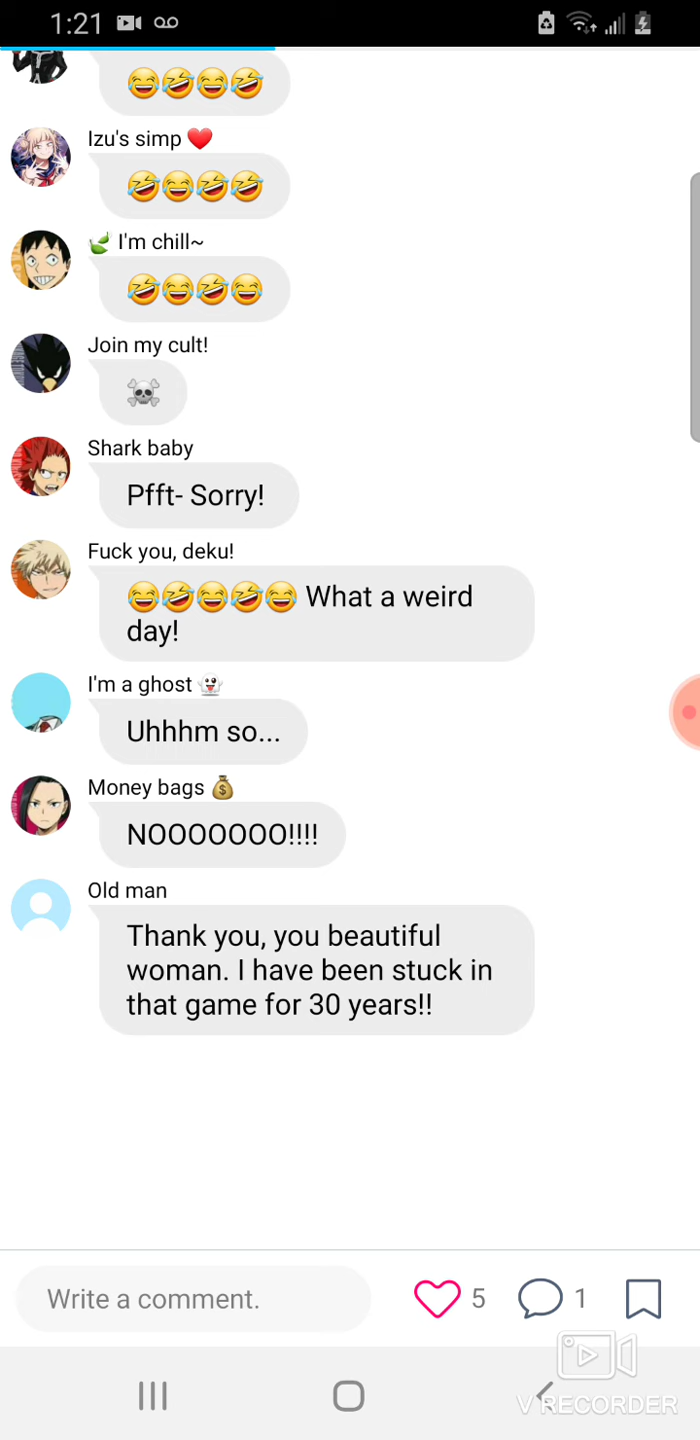 1:21
😂🤣😂🤣
Izu's simp ❤️
🤣😂🤣🤣
🍃 I'm chill~
🤣😂🤣😂
Join my cult!
☠️
Shark baby
Pfft- Sorry!
Fuck you, deku!
😂🤣😂🤣😂 What a weird
day!
I'm a ghost 👻
Uhhhm so...
Money bags 💰
NOOOOOOO!!!!
Old man
Thank you, you beautiful
woman. I have been stuck in
that game for 30 years!!
Write a comment.
5
1
V RECORDER